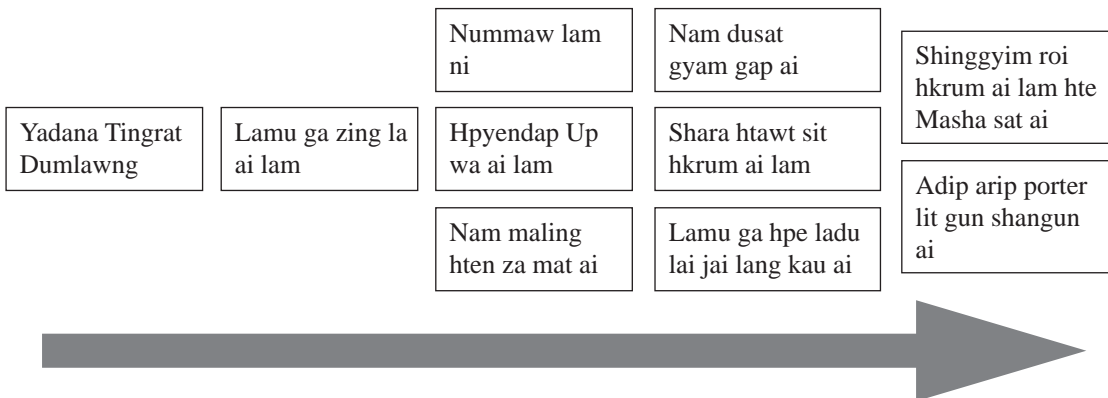 Yadana Tingrat
Dumlawng
Lamu ga zing la
ai lam
Nummaw lam
ni
Hpyendap Up
wa ai lam
Nam maling
hten za mat ai
Nam dusat
gyam gap ai
Shara htawt sit
hkrum ai lam
Lamu ga hpe ladu
lai jai lang kau ai
Shinggyim roi
hkrum ai lam hte
Masha sat ai
Adip arip porter
lit gun shangun
ai